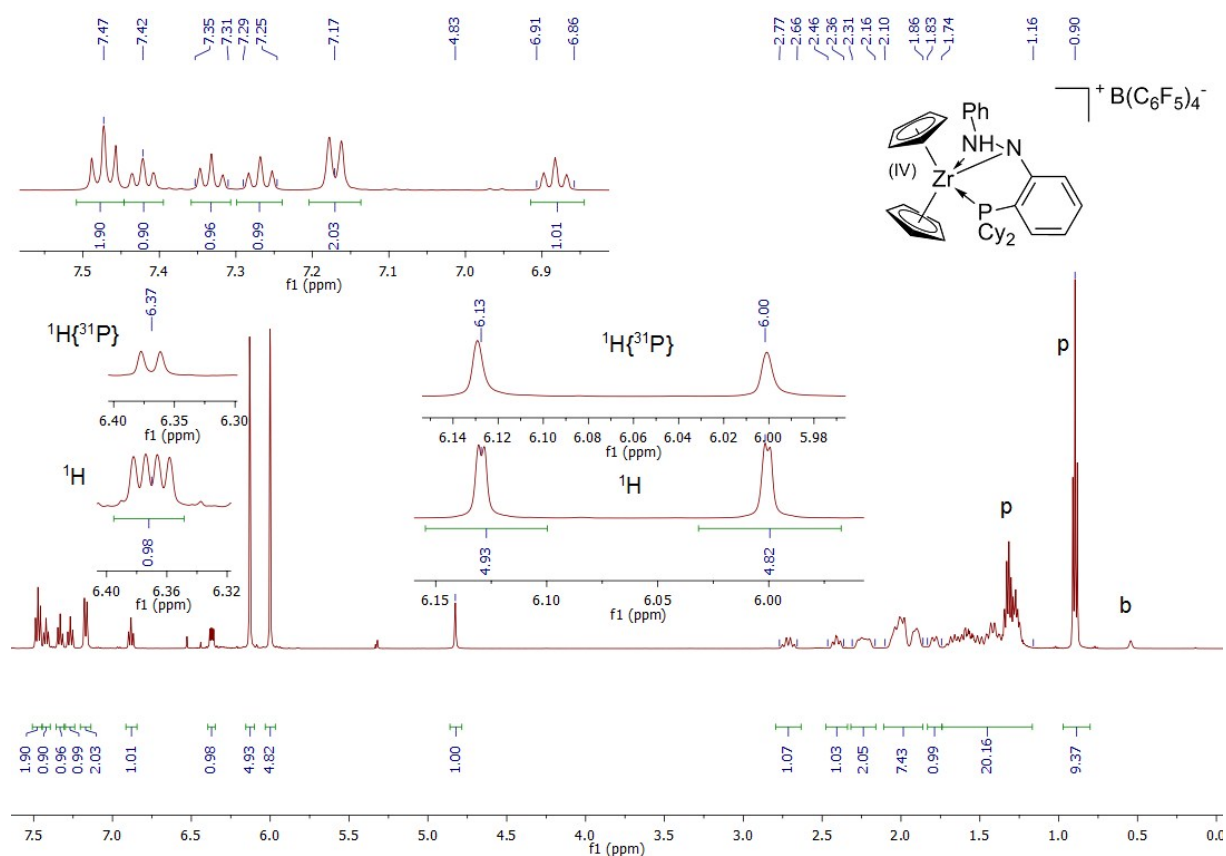 7.47 7.42 7.35 7.31 7.29 7.25 7.17 4.83 6.91 6.86 2.77 2.66 2.46 2.36 2.31 2.16 2.10 1.86 1.83 1.74 1.16 0.90
Ph
NH N
(IV)
Zr
P
Cy2
+ B(C6F5)4-
1.90 0.90 0.96 0.99 2.03 1.01
7.5 7.4 7.3 7.2 7.1 7.0 6.9
f1 (ppm)
1H{31P}
6.37
6.40 6.35 6.30
f1 (ppm)
1H
0.98
6.40 6.36 6.32
f1 (ppm)
6.13 6.00
1H{31P}
6.14 6.12 6.10 6.08 6.06 6.04 6.02 6.00 5.98
f1 (ppm)
1H
4.93 4.82
6.15 6.10 6.05 6.00
f1 (ppm)
p
p
b
1.90 0.90 0.96 0.99 2.03 1.01 0.98 4.93 4.82 1.00 1.07 1.03 2.05 7.43 0.99 20.16 9.37
7.5 7.0 6.5 6.0 5.5 5.0 4.5 4.0 3.5 3.0 2.5 2.0 1.5 1.0 0.5 0.0
f1 (ppm)